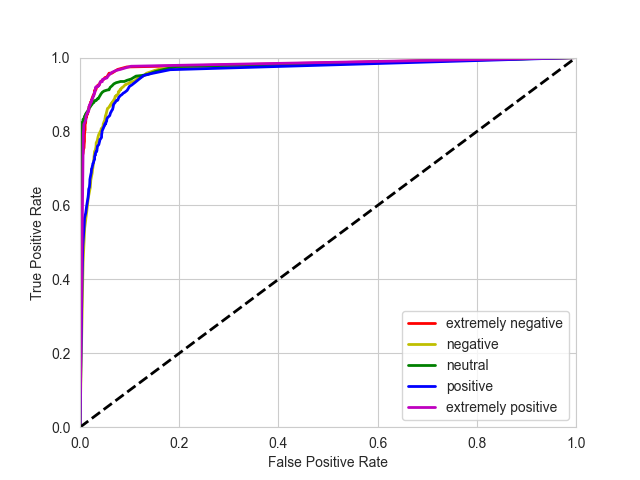 1.0
0.8
0.6
0.4
0.2
0.0
True Positive Rate
0.0 0.2 0.4 0.6 0.8 1.0
False Positive Rate
extremely negative
negative
neutral
positive
extremely positive